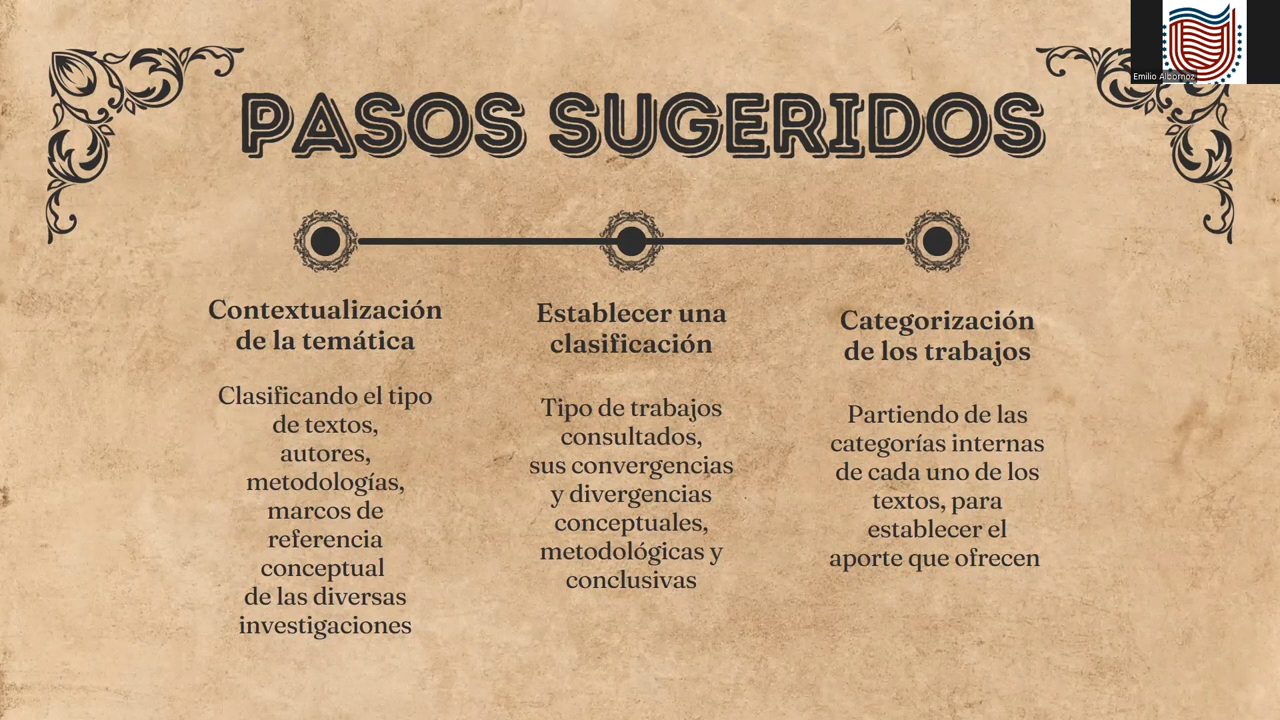 Emilio Albornoz
PASOS SUGERIDOS
Contextualización
de la temática
Clasificando el tipo
de textos,
autores,
metodologías,
marcos de
referencia
conceptual
de las diversas
investigaciones
Establecer una
clasificación
Tipo de trabajos
consultados,
sus convergencias
y divergencias
conceptuales,
metodológicas y
conclusivas
Categorización
de los trabajos
Partiendo de las
categorías internas
de cada uno de los
textos, para
establecer el
aporte que ofrecen